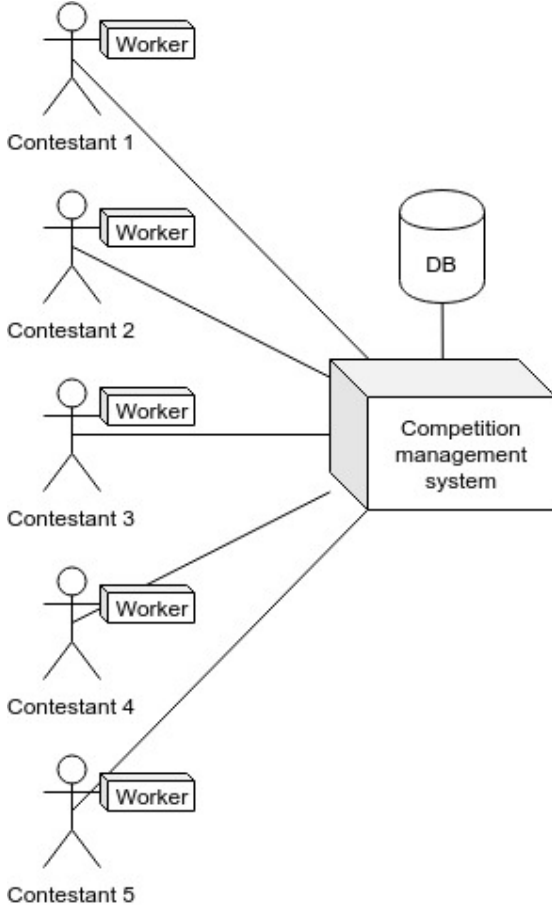 Worker
Contestant 1
Worker
Contestant 2
DB
Worker
Contestant 3
Competition
management
system
Worker
Contestant 4
Worker
Contestant 5